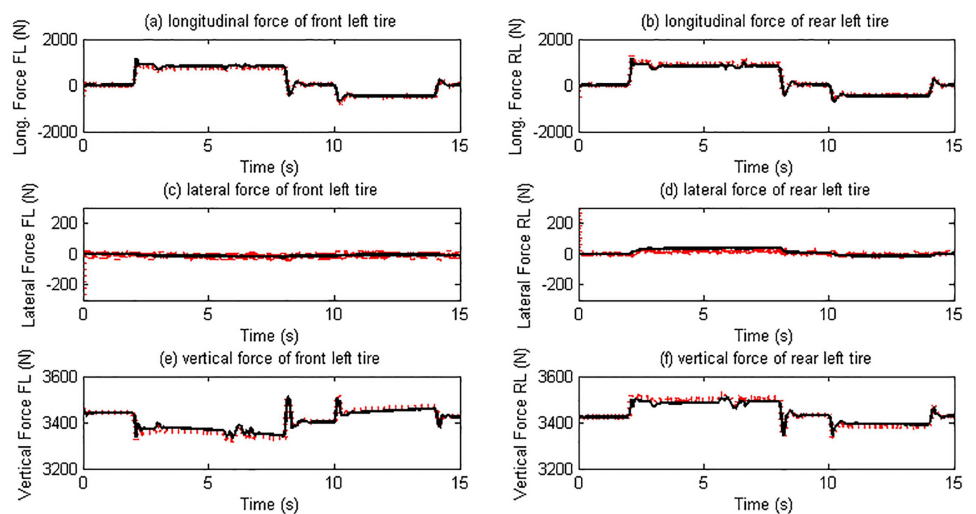 (a) longitudinal force of front left tire
(b) longitudinal force of rear left tire
Long. Force FL (N)
2000
0
-2000
0
5
10
15
Time (s)
Long. Force RL (N)
2000
0
-2000
0
5
10
15
Time (s)
(c) lateral force of front left tire
(d) lateral force of rear left tire
Lateral Force FL (N)
200
0
-200
0
5
10
15
Time (s)
Lateral Force RL (N)
200
0
-200
0
5
10
15
Time (s)
(e) vertical force of front left tire
(f) vertical force of rear left tire
Vertical Force FL (N)
3600
3400
3200
0
5
10
15
Time (s)
Vertical Force RL (N)
3600
3400
3200
0
5
10
15
Time (s)